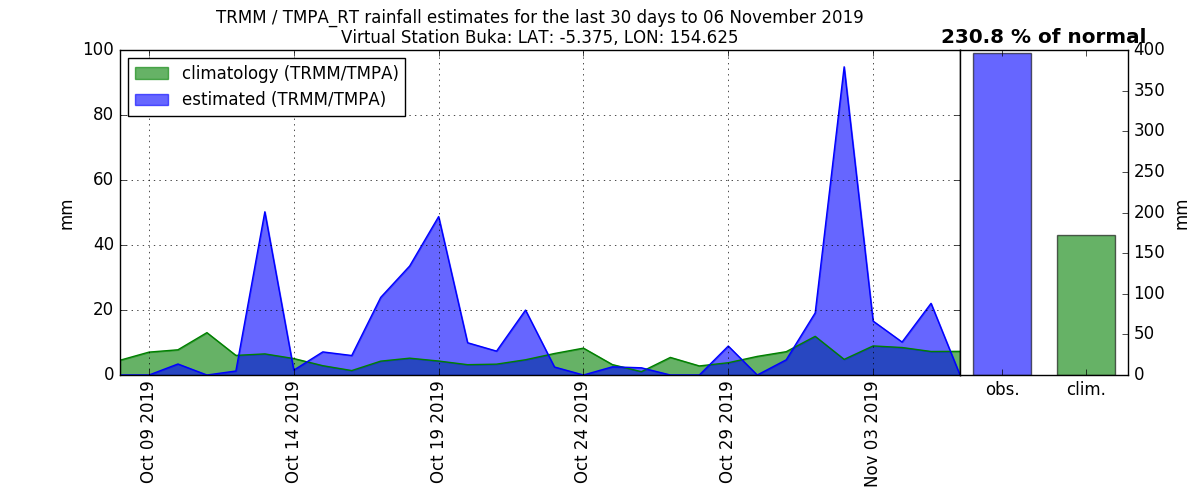 TRMM / TMPA_RT rainfall estimates for the last 30 days to 06 November 2019
Virtual Station Buka: LAT: -5.375, LON: 154.625
230.8 % of normal
climatology (TRMM/TMPA)
estimated (TRMM/TMPA)
mm
100
80
60
40
20
0
Oct 09 2019
Oct 14 2019
Oct 19 2019
Oct 24 2019
Oct 29 2019
Nov 03 2019
obs.
clim.
400
350
300
250
200
150
100
50
0
mm